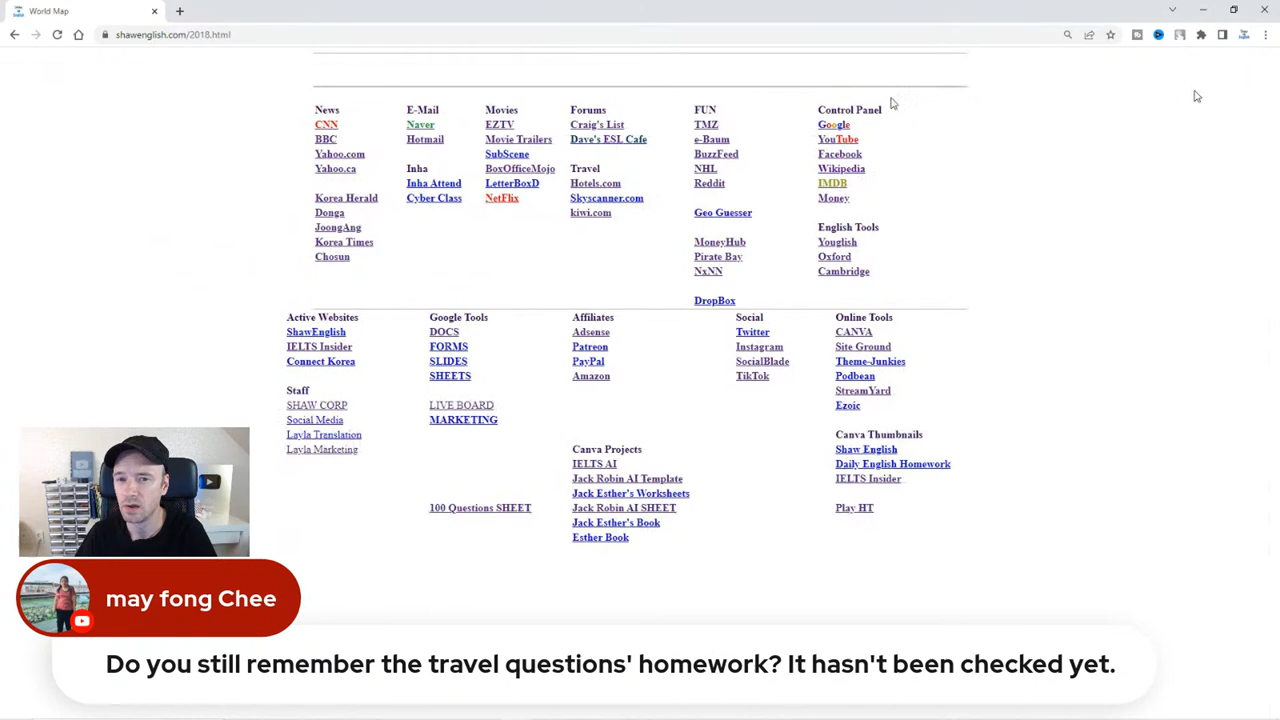 World Map
shawenglish.com/2018.html
News
CNN
BBC
Yahoo.com
Yahoo.ca
Korea Herald
Donga
JoongAng
Korea Times
Chosun
E-Mail
Naver
Hotmail
Inha
Inha Attend
Cyber Class
Movies
EZTV
Movie Trailers
SubScene
BoxOfficeMojo
LetterBoxD
NetFlix
Forums
Craig's List
Dave's ESL Cafe
Travel
Hotels.com
Skyscanner.com
kiwi.com
FUN
TMZ
e-Baum
BuzzFeed
NHL
Reddit
Geo Guesser
MoneyHub
Pirate Bay
NxNN
DropBox
Control Panel
Google
YouTube
Facebook
Wikipedia
IMDB
Money
English Tools
Youglish
Oxford
Cambridge
Active Websites
ShawEnglish
IELTS Insider
Connect Korea
Staff
SHAW CORP
Social Media
Layla Translation
Layla Marketing
Google Tools
DOCS
FORMS
SLIDES
SHEETS
LIVE BOARD
MARKETING
100 Questions SHEET
Affiliates
Adsense
Patreon
PayPal
Amazon
Canva Projects
IELTS AI
Jack Robin AI Template
Jack Esther's Worksheets
Jack Robin AI SHEET
Jack Esther's Book
Esther Book
Social
Twitter
Instagram
SocialBlade
TikTok
Online Tools
CANVA
Site Ground
Theme-Junkies
Podbean
StreamYard
Ezoic
Canva Thumbnails
Shaw English
Daily English Homework
IELTS Insider
Play HT
may fong Chee
Do you still remember the travel questions' homework? It hasn't been checked yet.